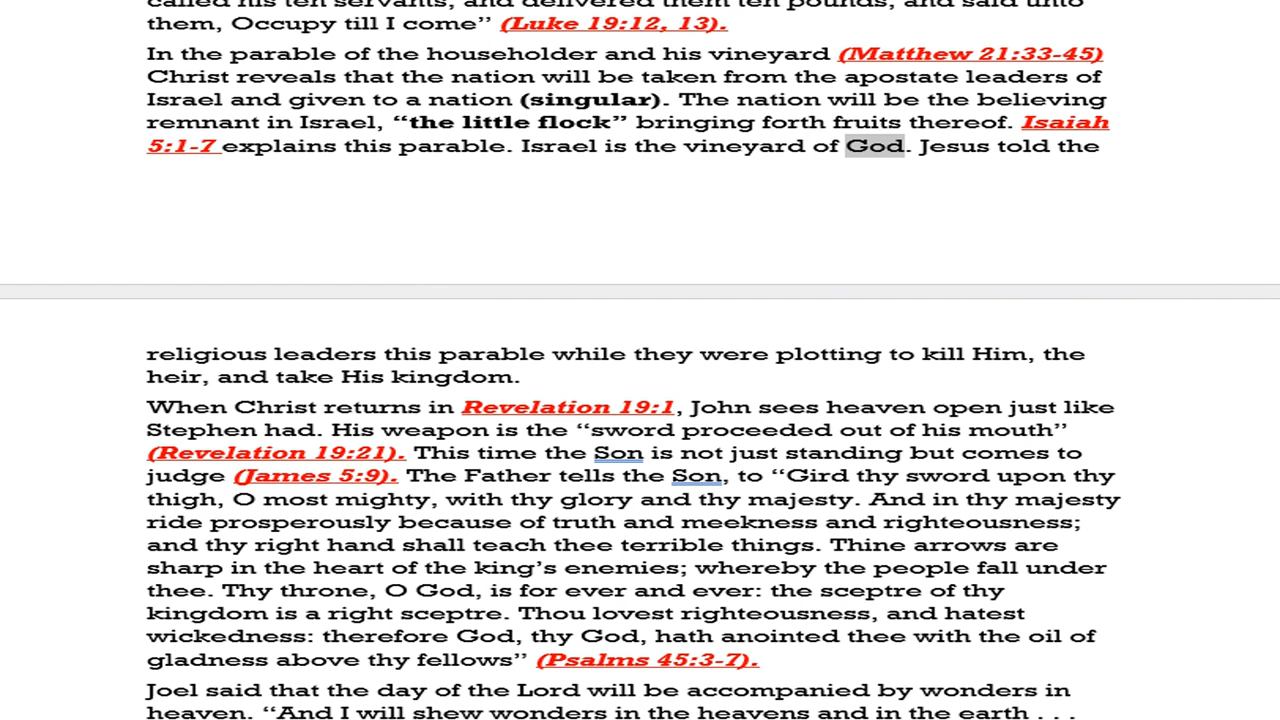 called his ten servants, and delivered them ten pounds, and said unto
them, Occupy till I come” (Luke 19:12, 13).
In the parable of the householder and his vineyard (Matthew 21:33-45)
Christ reveals that the nation will be taken from the apostate leaders of
Israel and given to a nation (singular). The nation will be the believing
remnant in Israel, “the little flock” bringing forth fruits thereof. Isaiah
5:1-7 explains this parable. Israel is the vineyard of God. Jesus told the
religious leaders this parable while they were plotting to kill Him, the
heir, and take His kingdom.
When Christ returns in Revelation 19:1, John sees heaven open just like
Stephen had. His weapon is the “sword proceeded out of his mouth”
(Revelation 19:21). This time the Son is not just standing but comes to
judge (James 5:9). The Father tells the Son, to “Gird thy sword upon thy
thigh, O most mighty, with thy glory and thy majesty. And in thy majesty
ride prosperously because of truth and meekness and righteousness;
and thy right hand shall teach thee terrible things. Thine arrows are
sharp in the heart of the king’s enemies; whereby the people fall under
thee. Thy throne, O God, is for ever and ever: the sceptre of thy
kingdom is a right sceptre. Thou lovest righteousness, and hatest
wickedness: therefore God, thy God, hath anointed thee with the oil of
gladness above thy fellows” (Psalms 45:3-7).
Joel said that the day of the Lord will be accompanied by wonders in
heaven. “And I will shew wonders in the heavens and in the earth . . .